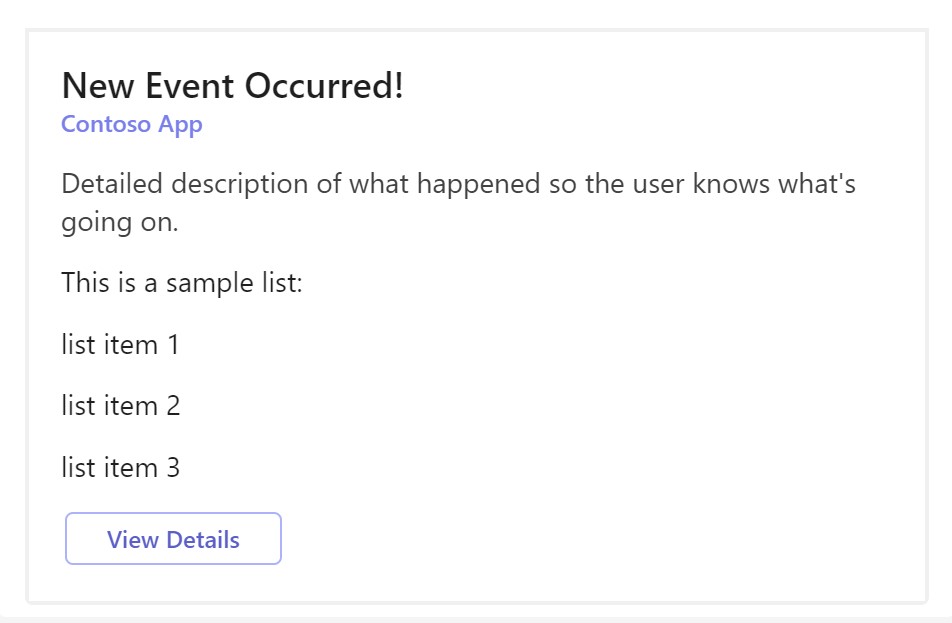 New Event Occurred!
Contoso App
Detailed description of what happened so the user knows what's
going on.
This is a sample list:
list item 1
list item 2
list item 3
View Details